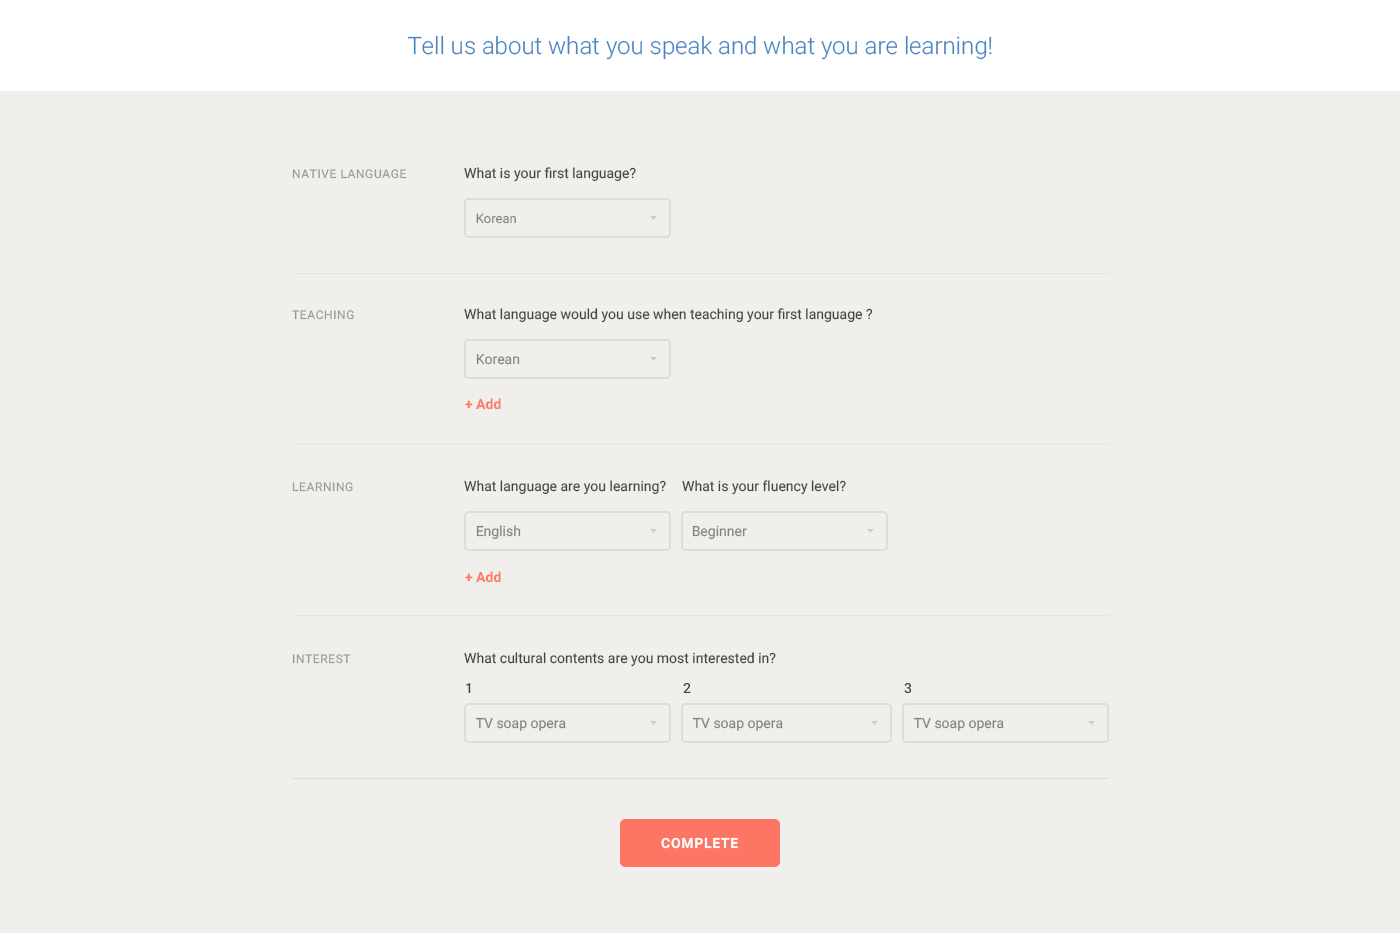 Tell us about what you speak and what you are learning!
NATIVE LANGUAGE
What is your first language?
Korean
TEACHING
What language would you use when teaching your first language ?
Korean
+ Add
LEARNING
What language are you learning? What is your fluency level?
English Beginner
+ Add
INTEREST
What cultural contents are you most interested in?
1 2 3
TV soap opera TV soap opera TV soap opera
COMPLETE